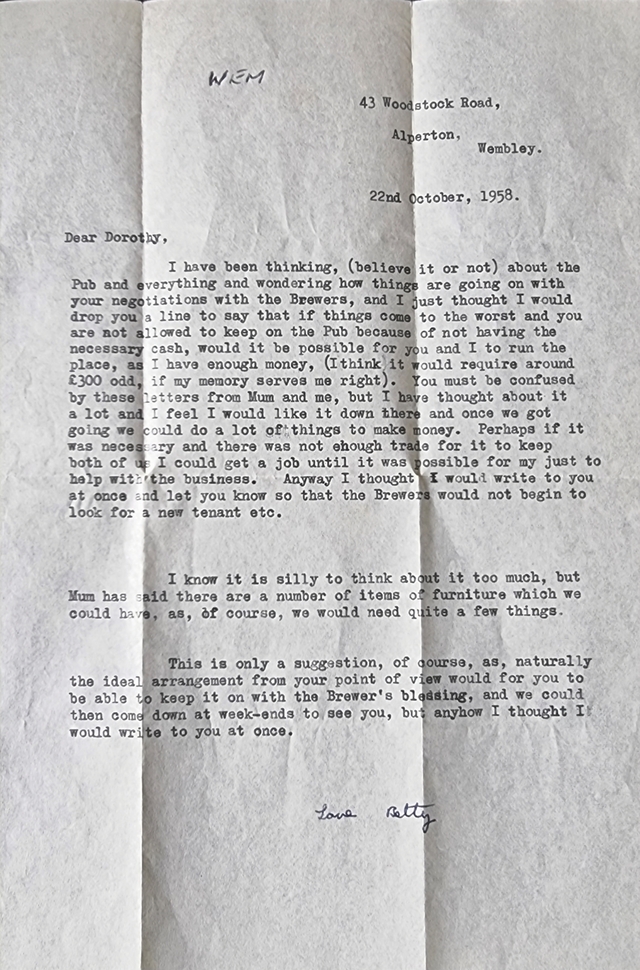 WEM
43 Woodstock Road,
Alperton,
Wembley.
22nd October, 1958.
Dear Dorothy,
I have been thinking, (believe it or not) about the
Pub and everything and wondering how things are going on with
your negotiations with the Brewers, and I just thought I would
drop you a line to say that if things come to the worst and you
are not allowed to keep on the Pub because of not having the
necessary cash, would it be possible for you and I to run the
place, as I have enough money, (Ithink it would require around
£300 odd, if my memory serves me right). You must be confused
by these letters from Mum and me, but I have thought about it
a lot and I feel I would like it down there and once we got
going we could do a lot of things to make money. Perhaps if it
was necessary and there was not ehough trade for it to keep
both of us I could get a job until it was possible for my just to
help with the business. Anyway I thought I would write to you
at once and let you know so that the Brewers would not begin to
look for a new tenant etc.
I know it is silly to think about it too much, but
Mum has said there are a number of items of furniture which we
could have, as, of course, we would need quite a few things.
This is only a suggestion, of course, as, naturally
the ideal arrangement from your point of view would for you to
be able to keep it on with the Brewer's blessing, and we could
then come down at week-ends to see you, but anyhow I thought I
would write to you at once.
Love Betty